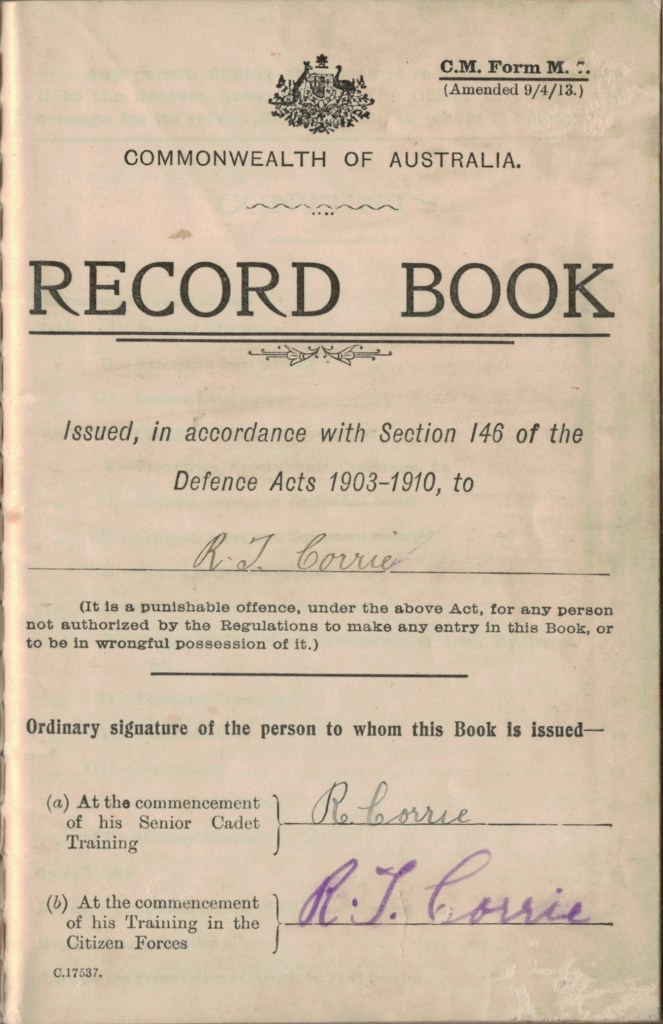 C.M. Form M.
(Amended 9/4/13.)
COMMONWEALTH OF AUSTRALIA.
RECORD BOOK
Issued, in accordance with Section 146 of the
Defence Acts 1903-1910, to
R. T. Corrie
(It is a punishable offence, under the above Act, for any person
not authorized by the Regulations to make any entry in this Book, or
to be in wrongful possession of it.)
Ordinary signature of the person to whom this Book is issued—
(a) At the commencement
of his Senior Cadet
Training
R. Corrie
(b) At the commencement
of his Training in the
Citizen Forces
R. T. Corrie
C.17537.